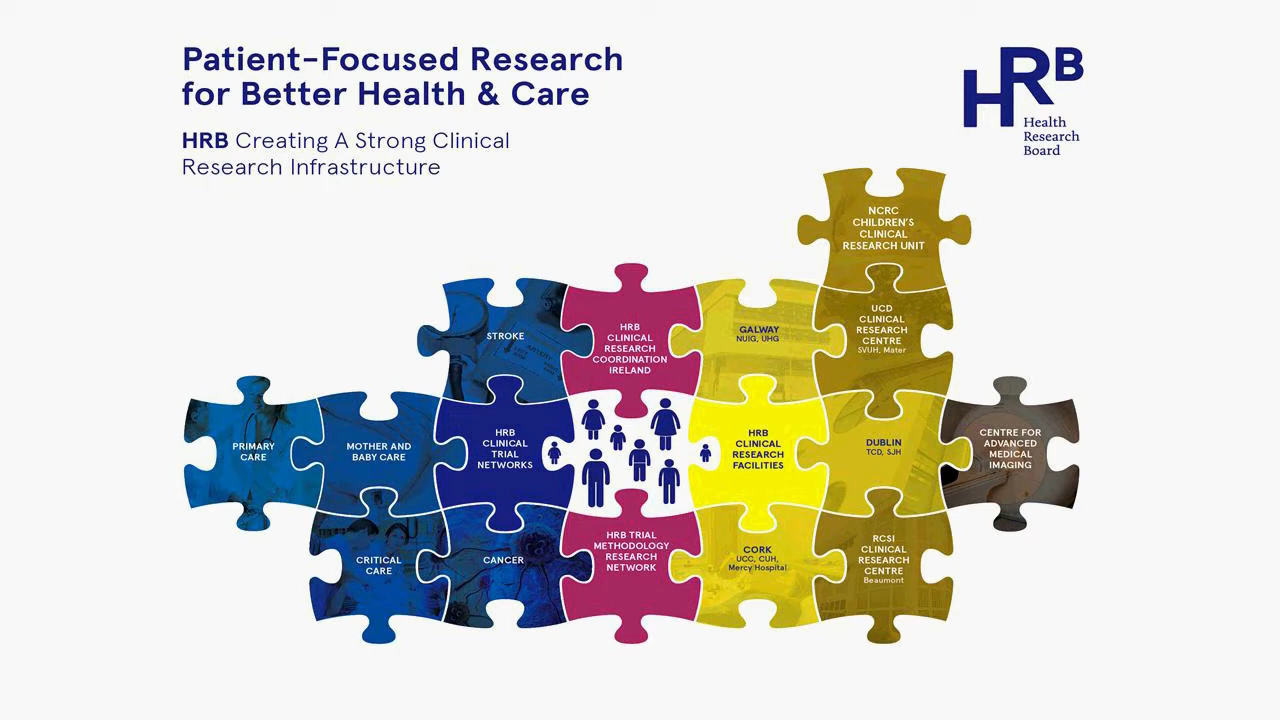 Patient-Focused Research
for Better Health & Care
HRB Creating A Strong Clinical
Research Infrastructure
HRB
Health
Research
Board
NCRC
CHILDREN'S
CLINICAL
RESEARCH UNIT
STROKE
HRB
CLINICAL
RESEARCH
COORDINATION
IRELAND
GALWAY
NUIG, UHG
UCD
CLINICAL
RESEARCH
CENTRE
SVUH, Mater
PRIMARY
CARE
MOTHER AND
BABY CARE
HRB
CLINICAL
TRIAL
NETWORKS
HRB
CLINICAL
RESEARCH
FACILITIES
DUBLIN
TCD, SJH
CENTRE FOR
ADVANCED
MEDICAL
IMAGING
CRITICAL
CARE
CANCER
HRB TRIAL
METHODOLOGY
RESEARCH
NETWORK
CORK
UCC, CUH,
Mercy Hospital
RCSI
CLINICAL
RESEARCH
CENTRE
Beaumont